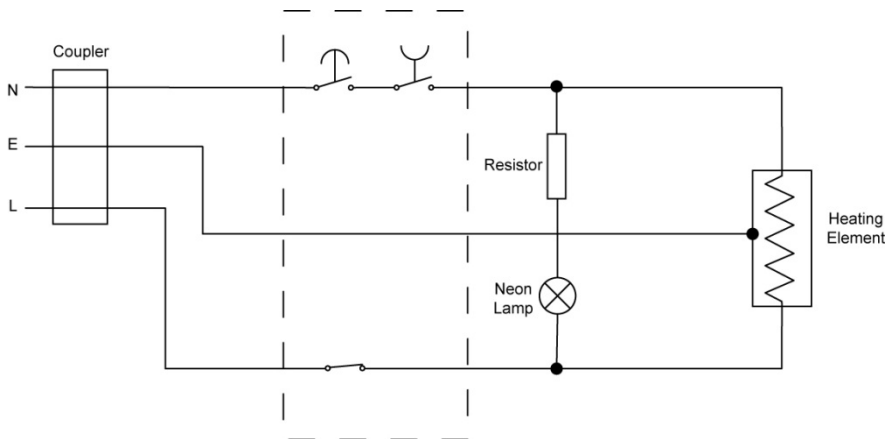 Coupler
N
E
L
Resistor
Neon
Lamp
Heating
Element